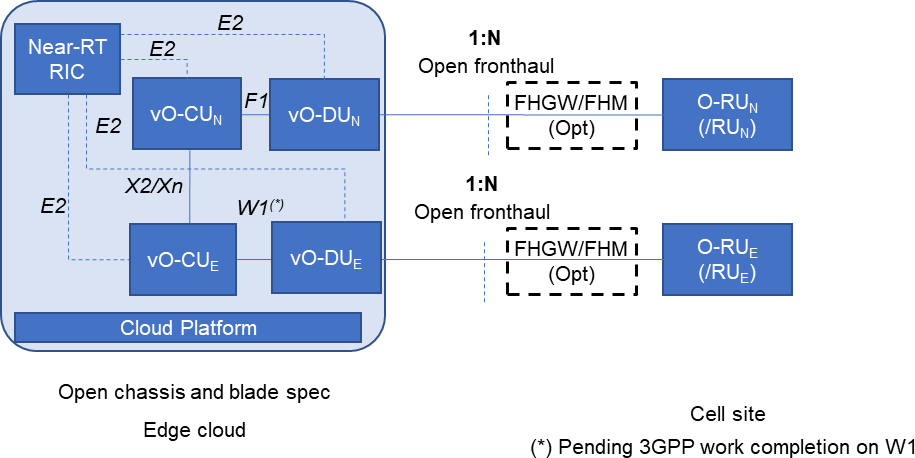 E2
Near-RT
RIC
E2
1:N
Open fronthaul
vO-CUN
F1
vO-DUN
FHGW/FHM
(Opt)
O-RUN
(/RUN)
E2
X2/Xn
E2
W1(*)
1:N
Open fronthaul
vO-CUE
vO-DUE
FHGW/FHM
(Opt)
O-RUE
(/RUE)
Cloud Platform
Open chassis and blade spec
Edge cloud
Cell site
(*) Pending 3GPP work completion on W1